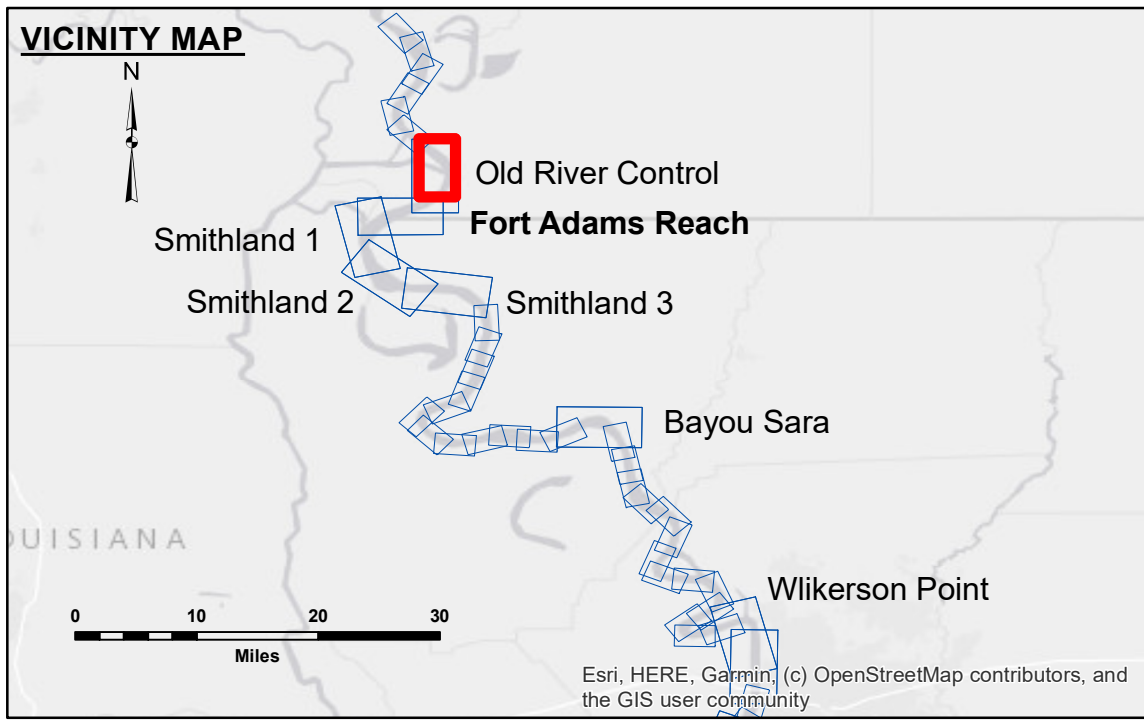 VICINITY MAP
N
Old River Control
Fort Adams Reach
Smithland 1
Smithland 2
Smithland 3
Bayou Sara
OUISIANA
Wlikerson Point
0 10 20 30
Miles
Esri, HERE, Garmin, (c) OpenStreetMap contributors, and
the GIS user community